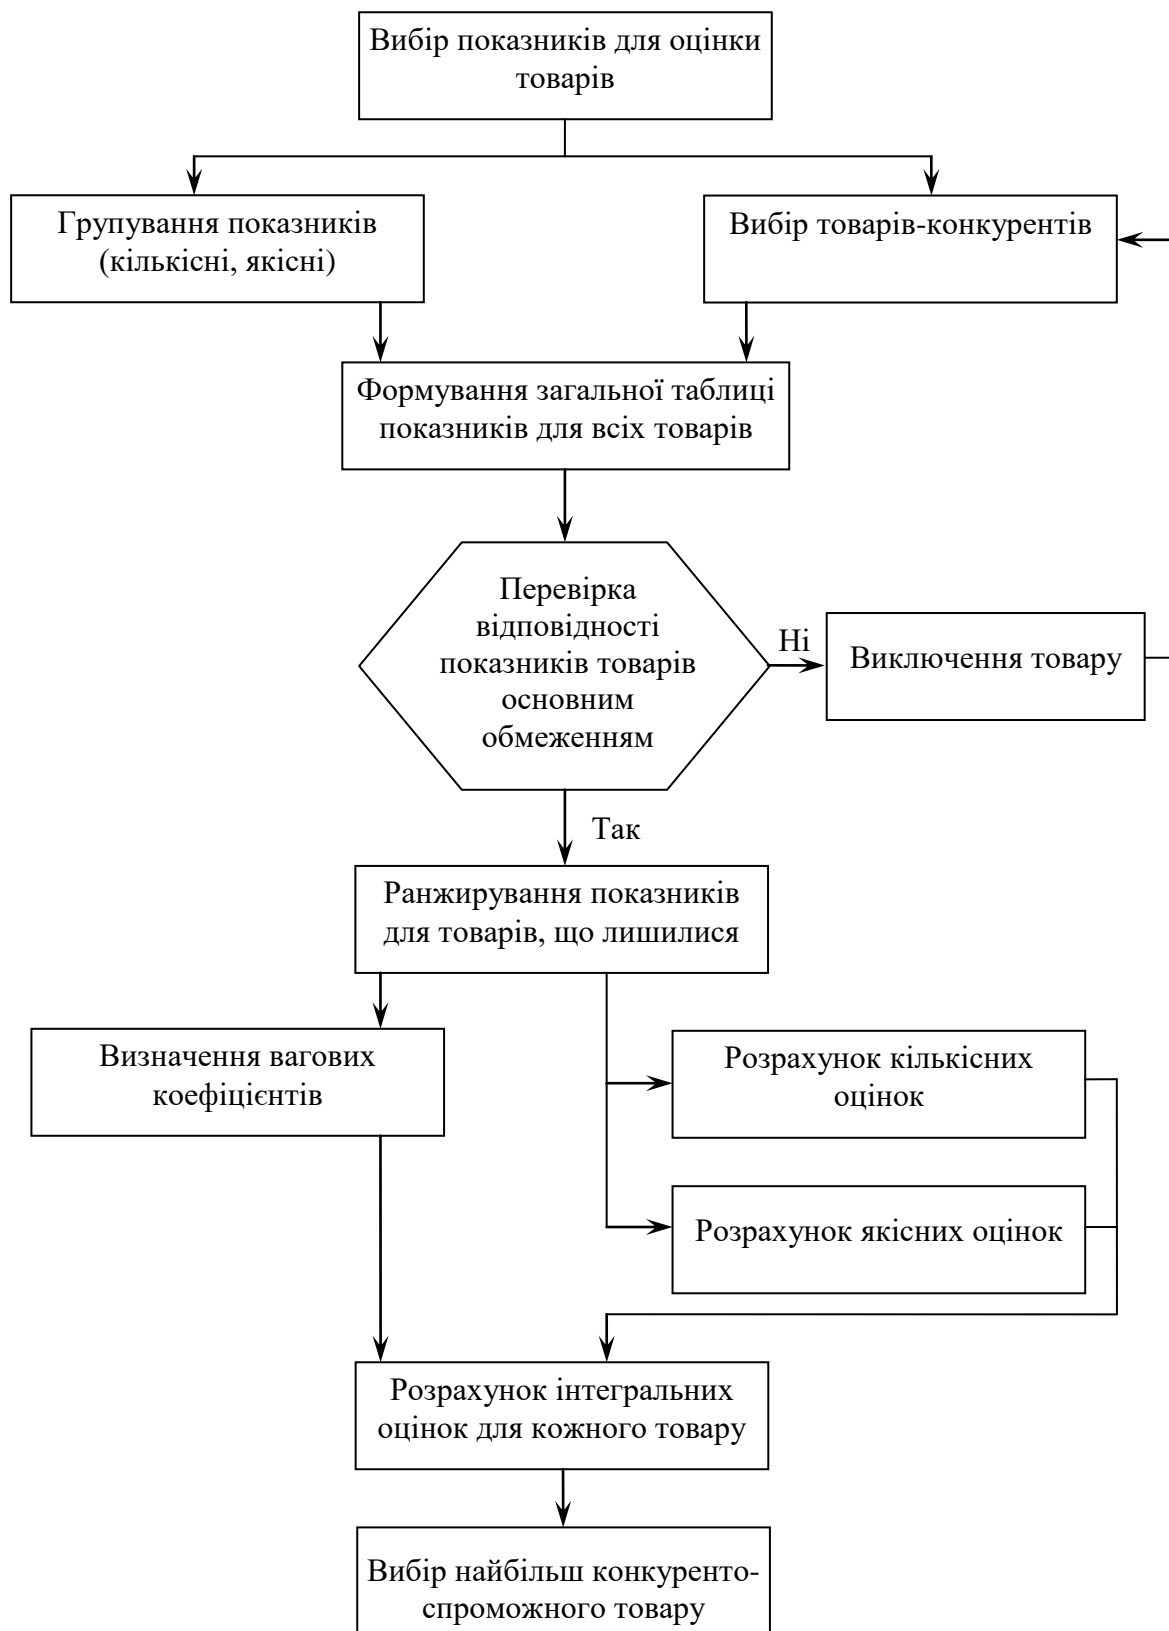 Вибір показників для оцінки
товарів
Групування показників
(кількісні, якісні)
Вибір товарів-конкурентів
Формування загальної таблиці
показників для всіх товарів
Перевірка
відповідності
показників товарів
основним
обмеженням
Ні
Виключення товару
Так
Ранжирування показників
для товарів, що лишилися
Визначення вагових
коефіцієнтів
Розрахунок кількісних
оцінок
Розрахунок якісних оцінок
Розрахунок інтегральних
оцінок для кожного товару
Вибір найбільш конкуренто-
спроможного товару